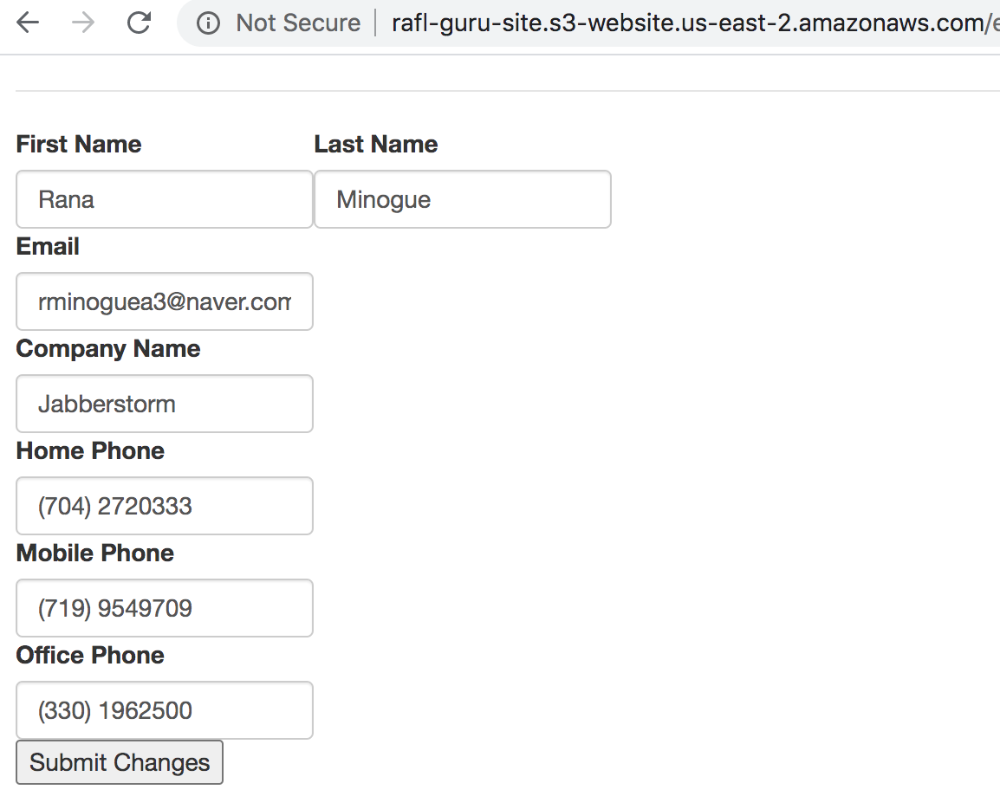 Not Secure rafl-guru-site.s3-website.us-east-2.amazonaws.com/
First Name Last Name
Rana Minogue
Email
rminoguea3@naver.com
Company Name
Jabberstorm
Home Phone
(704) 2720333
Mobile Phone
(719) 9549709
Office Phone
(330) 1962500
Submit Changes